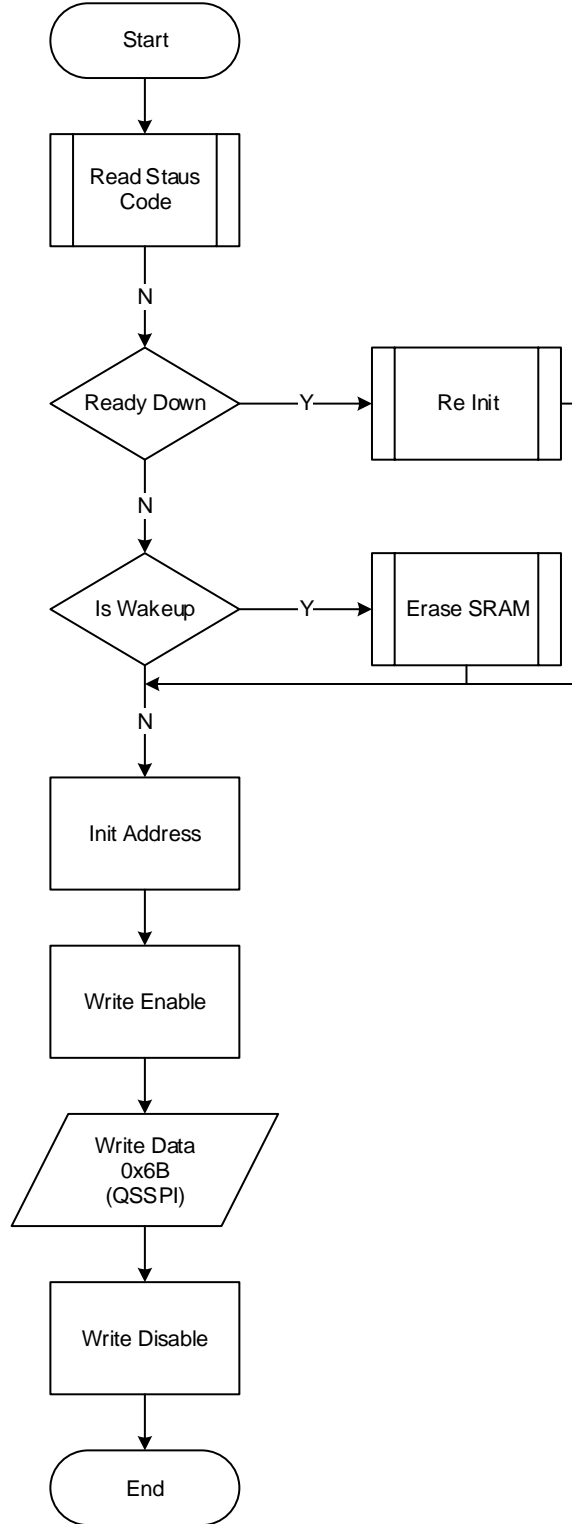 Start
Read Staus
Code
N
Ready Down
Y
Re Init
N
Is Wakeup
Y
Erase SRAM
N
Init Address
Write Enable
Write Data
0x6B
(QSSPI)
Write Disable
End